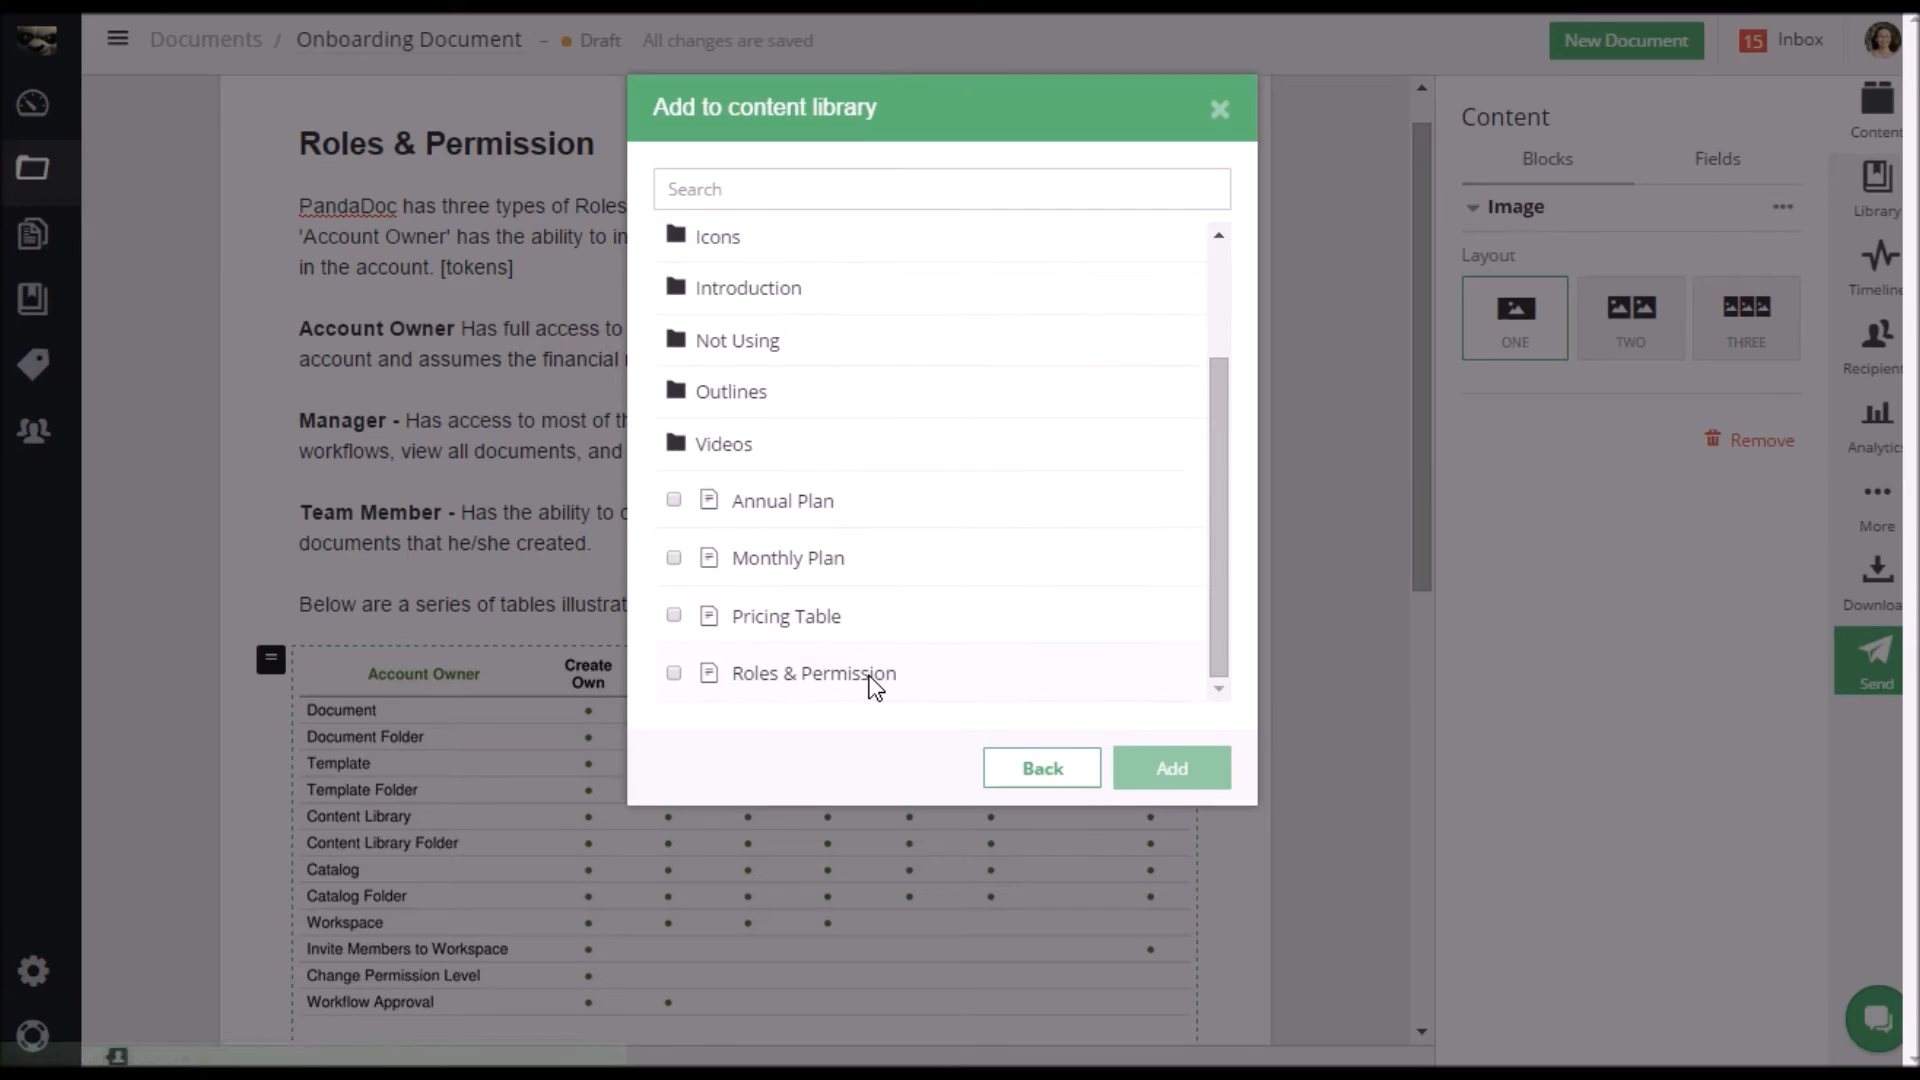 Documents / Onboarding Document – Draft All changes are saved
New Document
15 Inbox
Roles & Permission
PandaDoc has three types of Roles
'Account Owner' has the ability to in
in the account. [tokens]
Account Owner Has full access to
account and assumes the financial
Manager - Has access to most of th
workflows, view all documents, and
Team Member - Has the ability to c
documents that he/she created.
Below are a series of tables illustrat
Account Owner
Create
Own
Document
Document Folder
Template
Template Folder
Content Library
Content Library Folder
Catalog
Catalog Folder
Workspace
Invite Members to Workspace
Change Permission Level
Workflow Approval
Add to content library
Search
Icons
Introduction
Not Using
Outlines
Videos
Annual Plan
Monthly Plan
Pricing Table
Roles & Permission
Back
Add
Content
Blocks
Fields
Image
Layout
ONE
TWO
THREE
Remove
Content
Library
Timeline
Recipient
Analytics
More
Downloa
Send